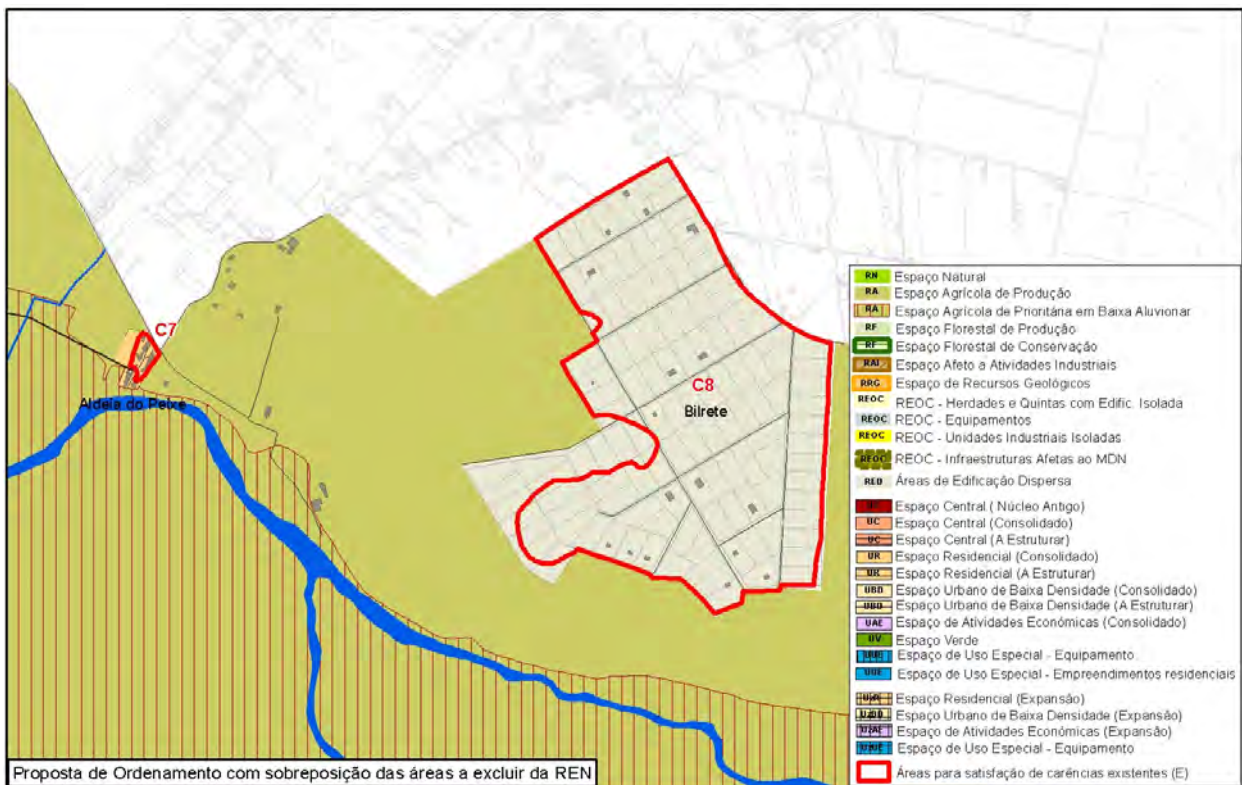 C7
Aldeia do Peixe
C8
Bilrete
RN Espaço Natural
RA Espaço Agrícola de Produção
RA Espaço Agrícola de Prioritária em Baixa Aluvionar
RF Espaço Florestal de Produção
RF Espaço Florestal de Conservação
RAI Espaço Afeto a Atividades Industriais
RRG Espaço de Recursos Geológicos
REOC REOC - Herdades e Quintas com Edific. Isolada
REOC REOC - Equipamentos
REOC REOC - Unidades Industriais Isoladas
REOC REOC - Infraestruturas Afetas ao MDN
RED Áreas de Edificação Dispersa
UC Espaço Central ( Núcleo Antigo)
UC Espaço Central (Consolidado)
UC Espaço Central (A Estruturar)
UR Espaço Residencial (Consolidado)
UR Espaço Residencial (A Estruturar)
UBD Espaço Urbano de Baixa Densidade (Consolidado)
UBD Espaço Urbano de Baixa Densidade (A Estruturar)
UAE Espaço de Atividades Económicas (Consolidado)
UV Espaço Verde
UUE Espaço de Uso Especial - Equipamento
UUE Espaço de Uso Especial - Empreendimentos residenciais
Espaço Residencial (Expansão)
Espaço Urbano de Baixa Densidade (Expansão)
Espaço de Atividades Económicas (Expansão)
Espaço de Uso Especial - Equipamento
Áreas para satisfação de carências existentes (E)
Proposta de Ordenamento com sobreposição das áreas a excluir da REN